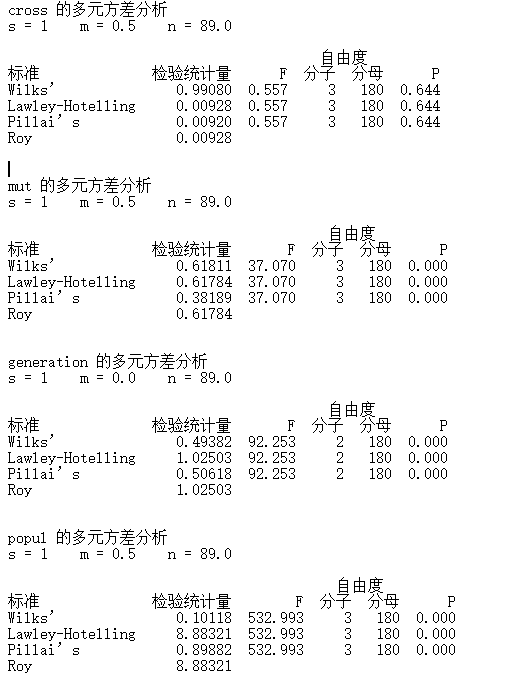 cross 的多元方差分析
s = 1    m = 0.5    n = 89.0
自由度
标准    检验统计量    F    分子    分母    P
Wilks’    0.99080    0.557    3    180    0.644
Lawley-Hotelling    0.00928    0.557    3    180    0.644
Pillai’s    0.00920    0.557    3    180    0.644
Roy    0.00928
mut 的多元方差分析
s = 1    m = 0.5    n = 89.0
自由度
标准    检验统计量    F    分子    分母    P
Wilks’    0.61811    37.070    3    180    0.000
Lawley-Hotelling    0.61784    37.070    3    180    0.000
Pillai’s    0.38189    37.070    3    180    0.000
Roy    0.61784
generation 的多元方差分析
s = 1    m = 0.0    n = 89.0
自由度
标准    检验统计量    F    分子    分母    P
Wilks’    0.49382    92.253    2    180    0.000
Lawley-Hotelling    1.02503    92.253    2    180    0.000
Pillai’s    0.50618    92.253    2    180    0.000
Roy    1.02503
popul 的多元方差分析
s = 1    m = 0.5    n = 89.0
自由度
标准    检验统计量    F    分子    分母    P
Wilks’    0.10118    532.993    3    180    0.000
Lawley-Hotelling    8.88321    532.993    3    180    0.000
Pillai’s    0.89882    532.993    3    180    0.000
Roy    8.88321